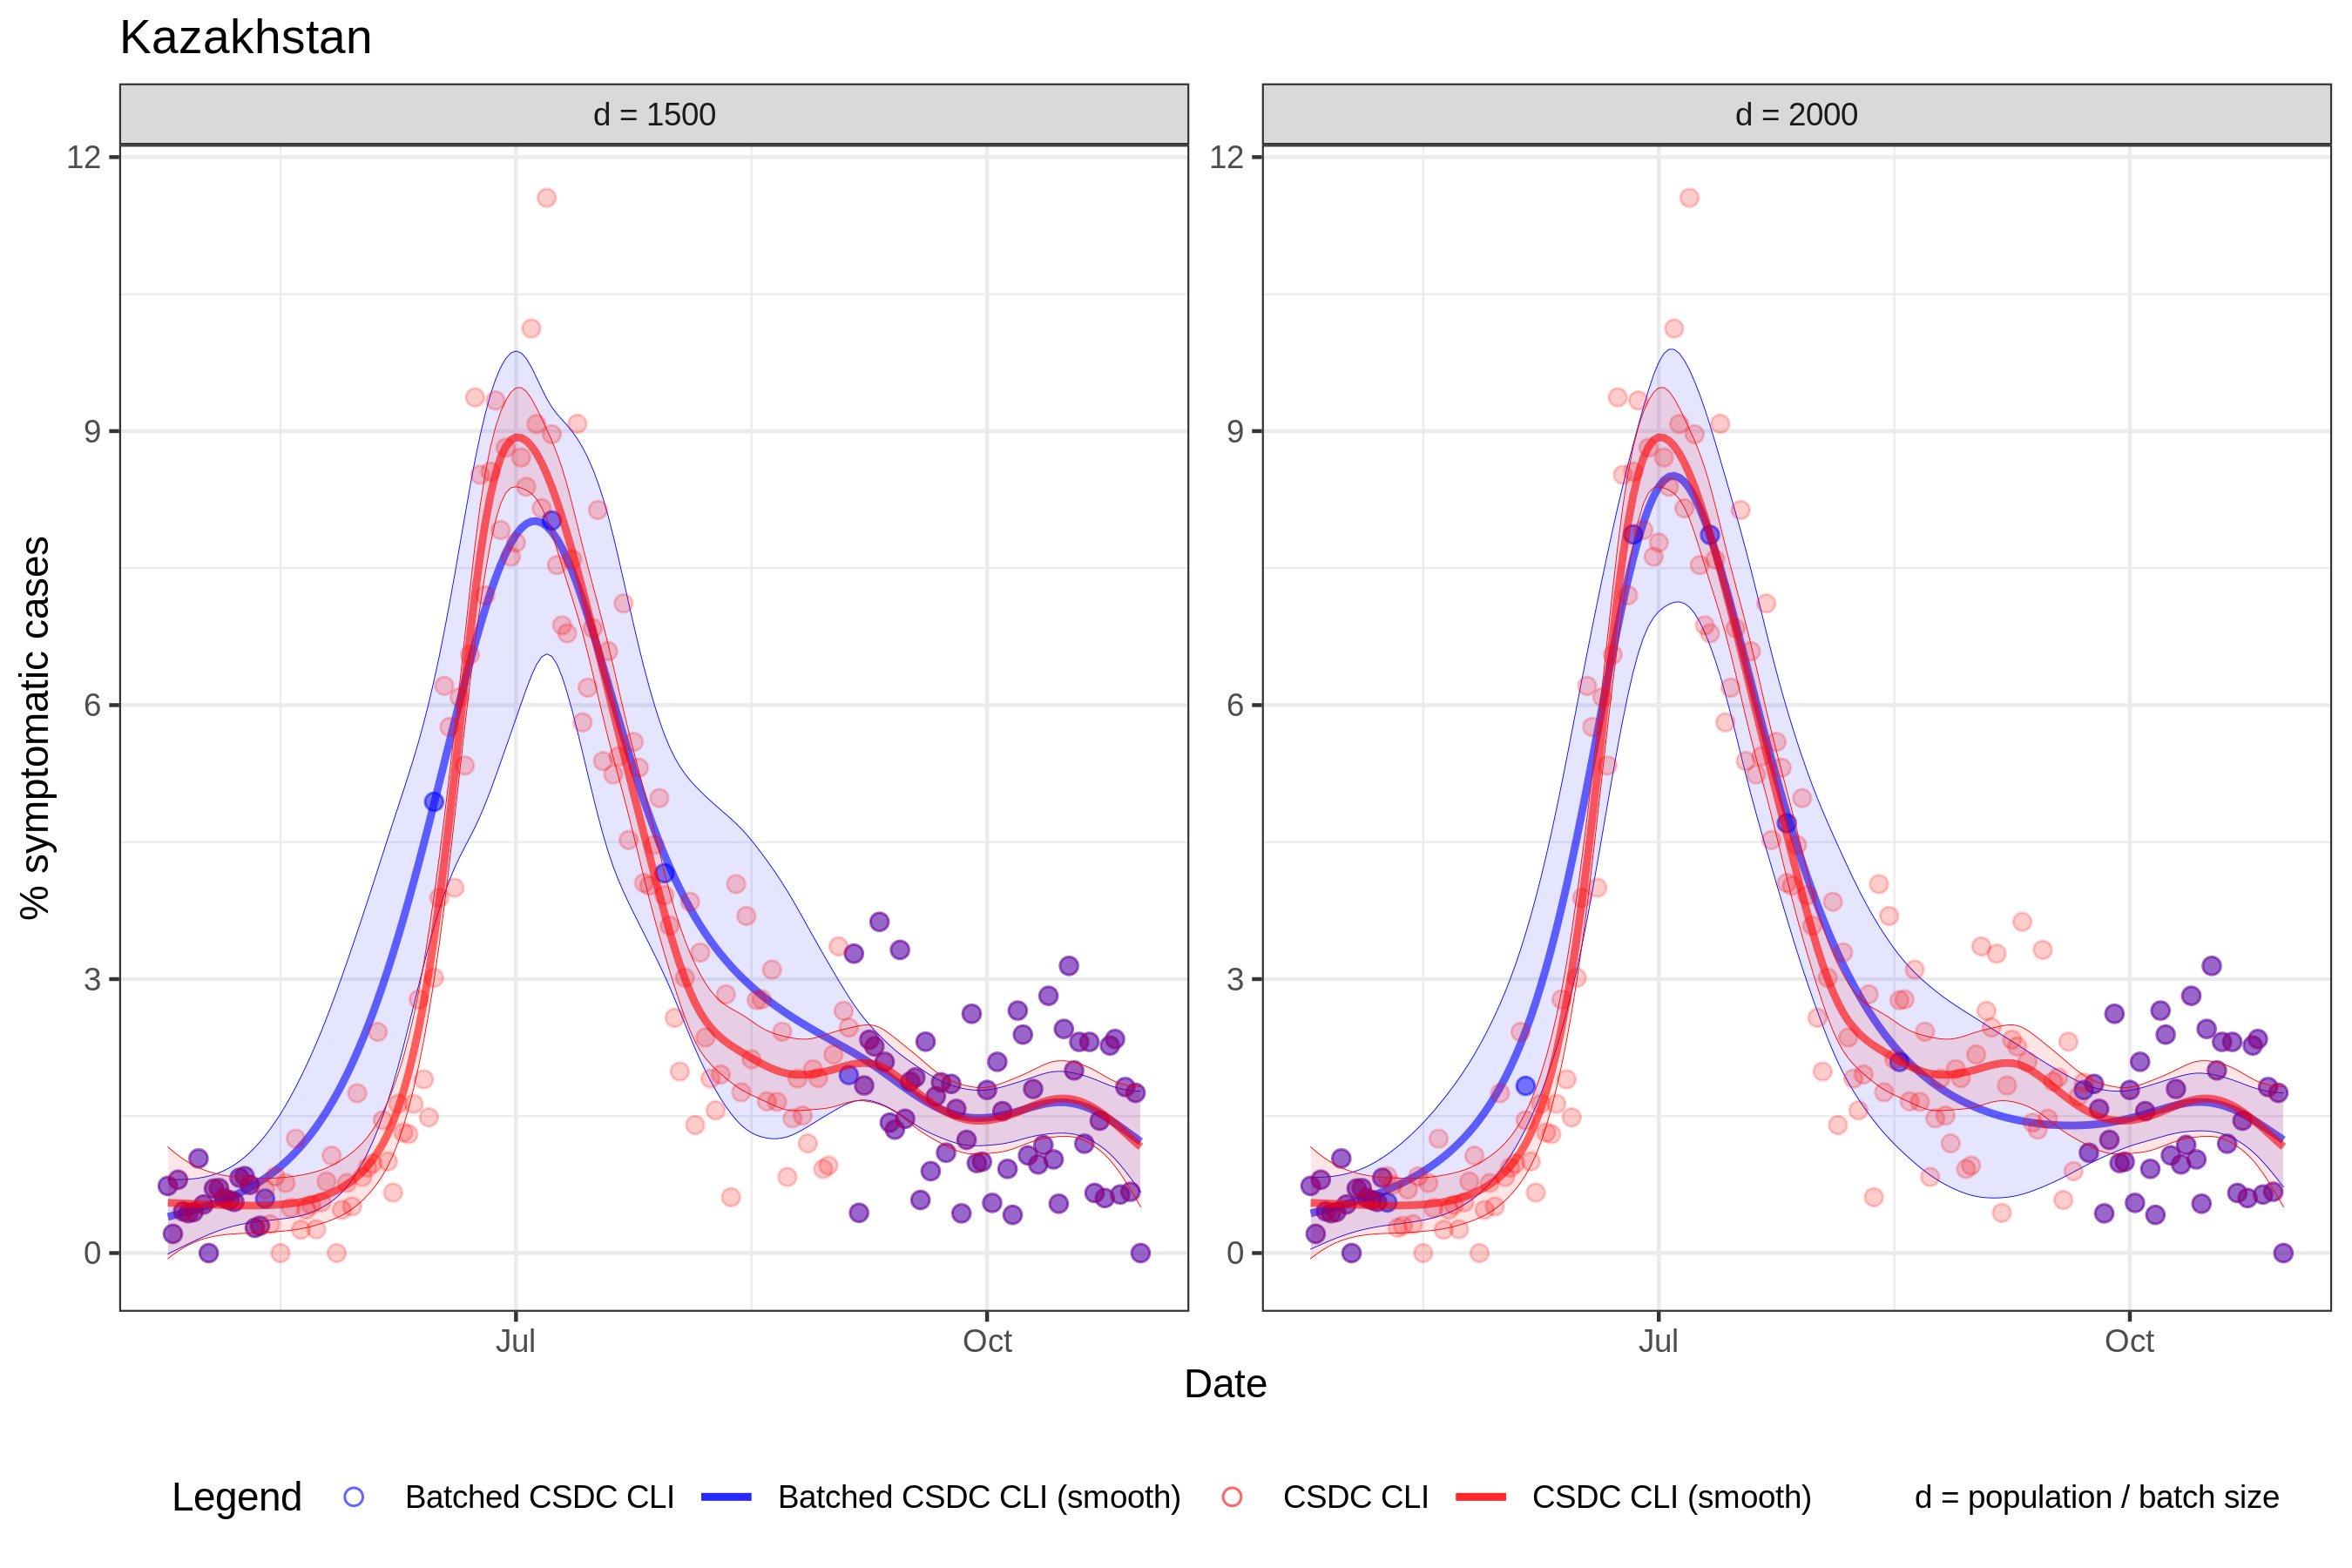 Kazakhstan
d = 1500
d = 2000
12
9
6
3
0
12
9
6
3
0
% symptomatic cases
Jul
Oct
Jul
Oct
Date
Legend
Batched CSDC CLI
Batched CSDC CLI (smooth)
CSDC CLI
CSDC CLI (smooth)
d = population / batch size